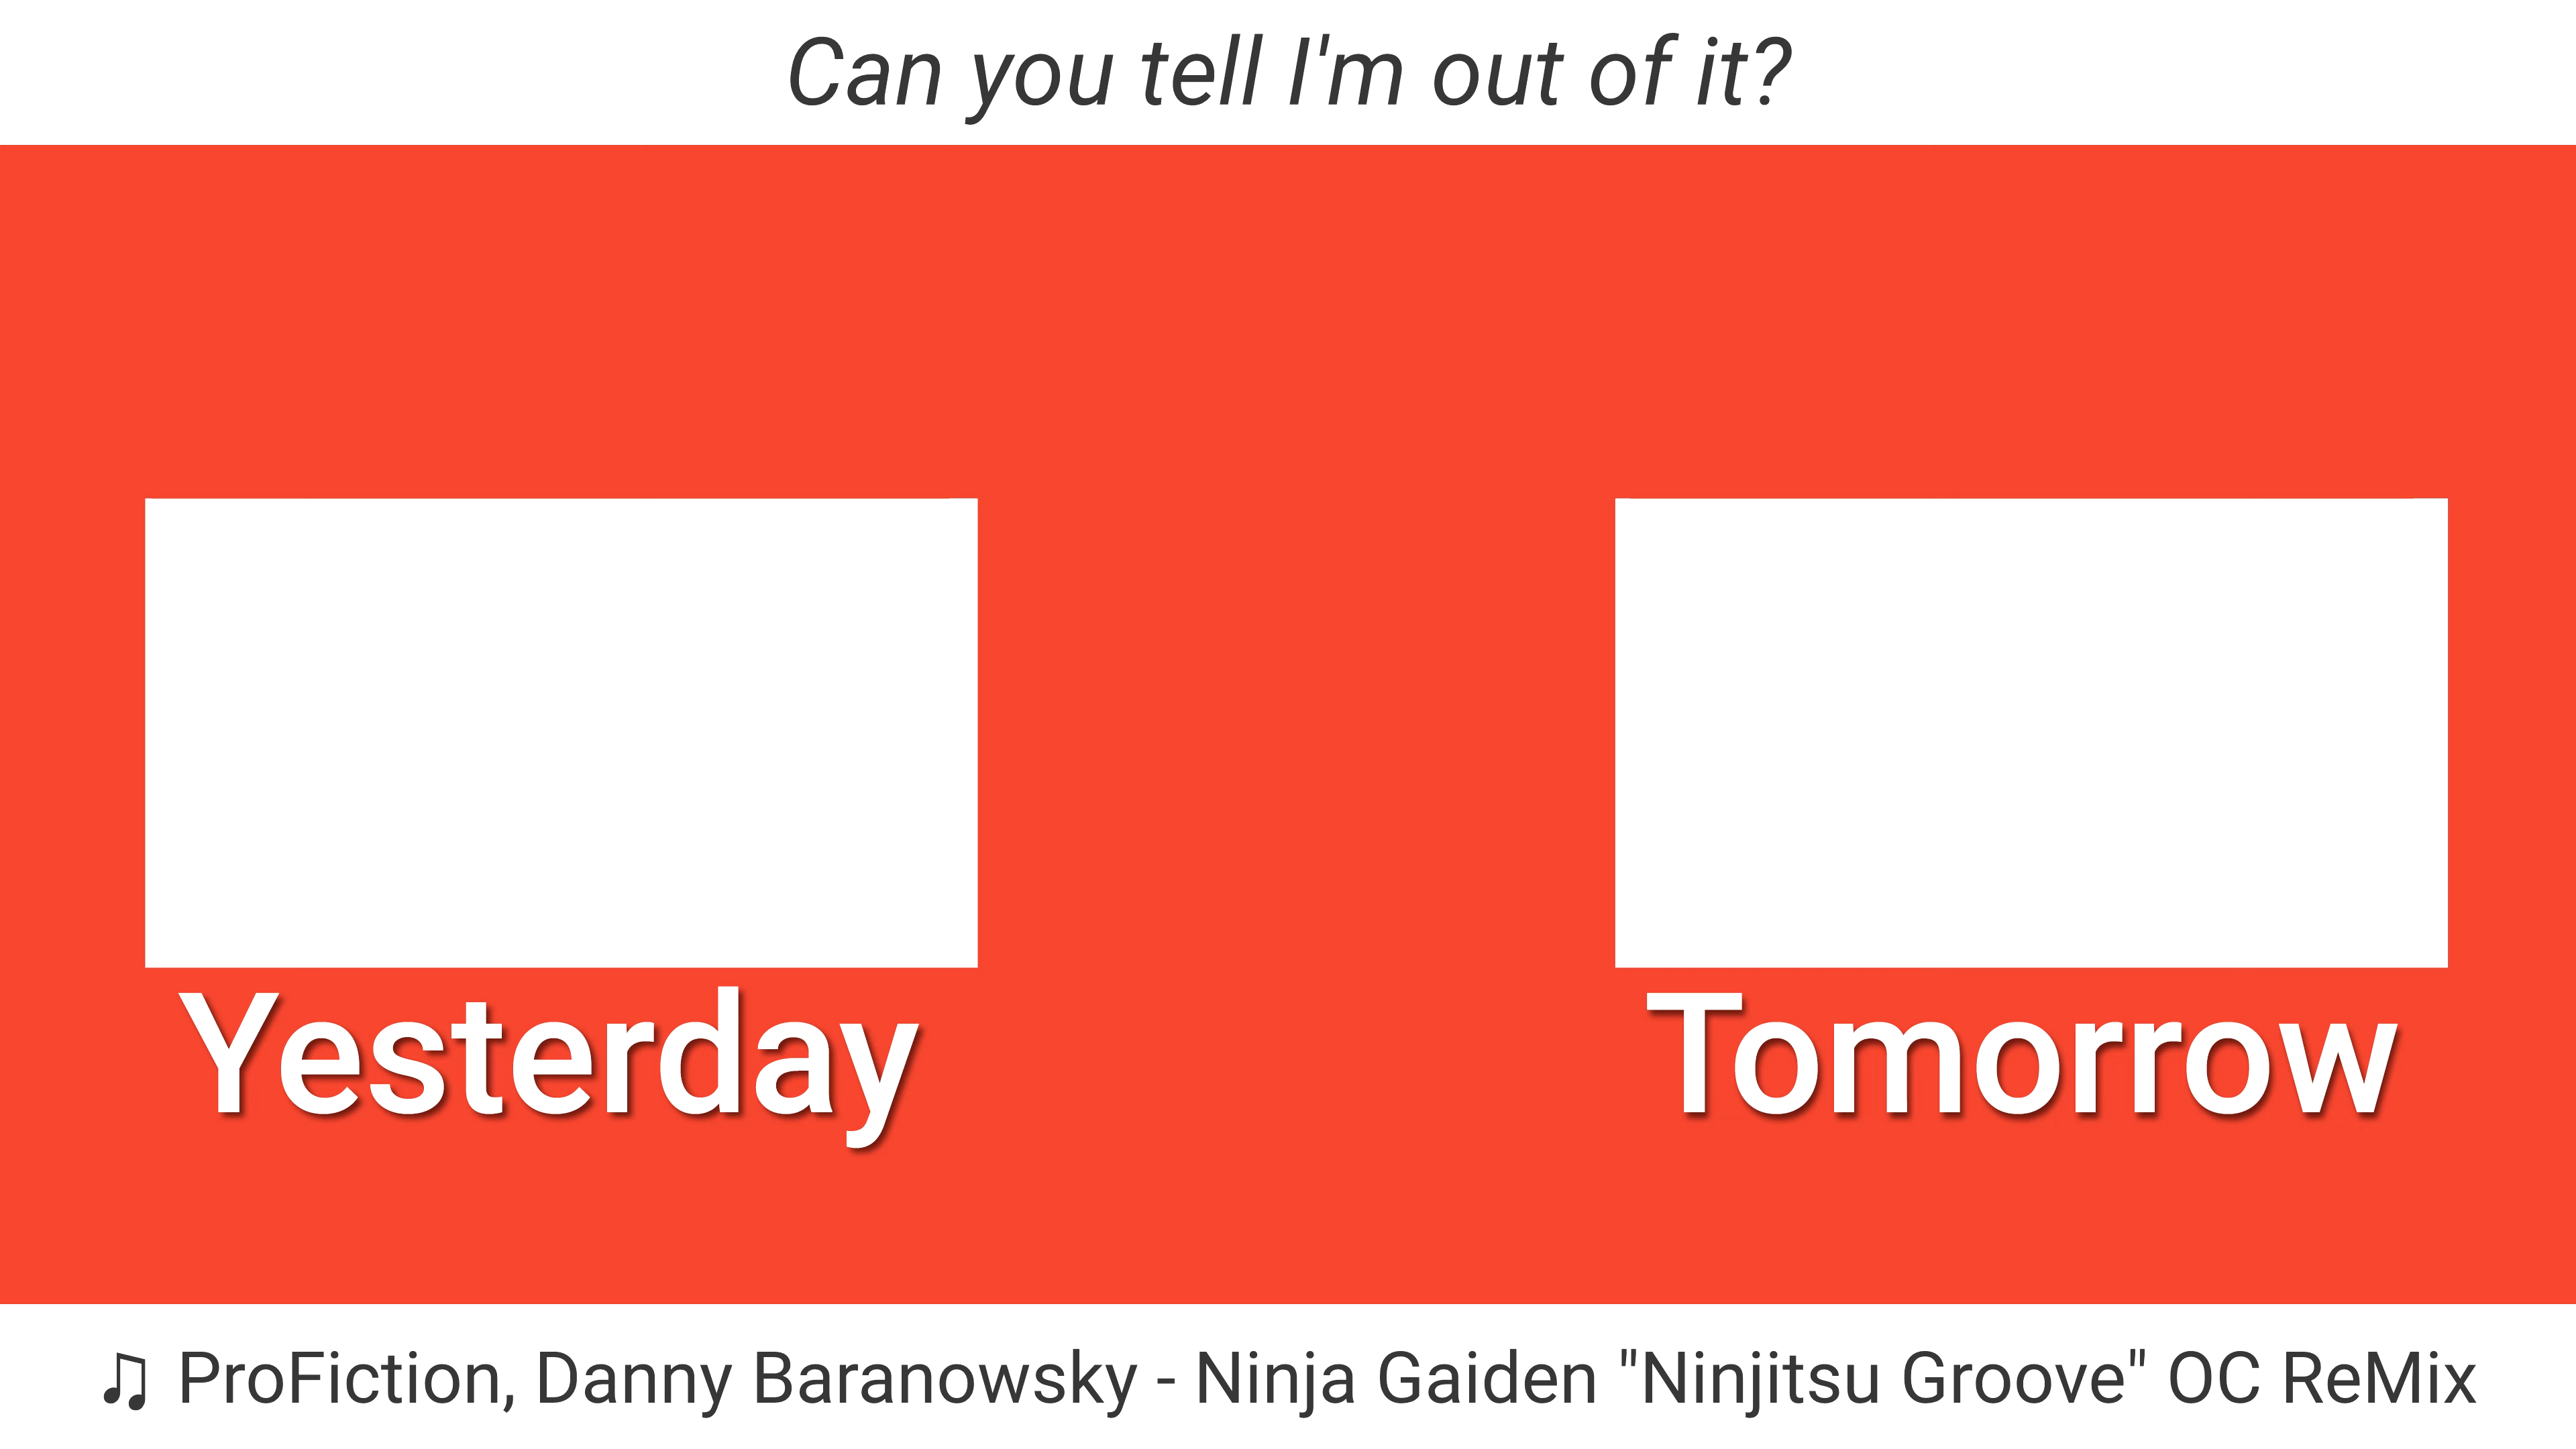 Can you tell I'm out of it?
Yesterday
Tomorrow
♫ ProFiction, Danny Baranowsky - Ninja Gaiden "Ninjitsu Groove" OC ReMix